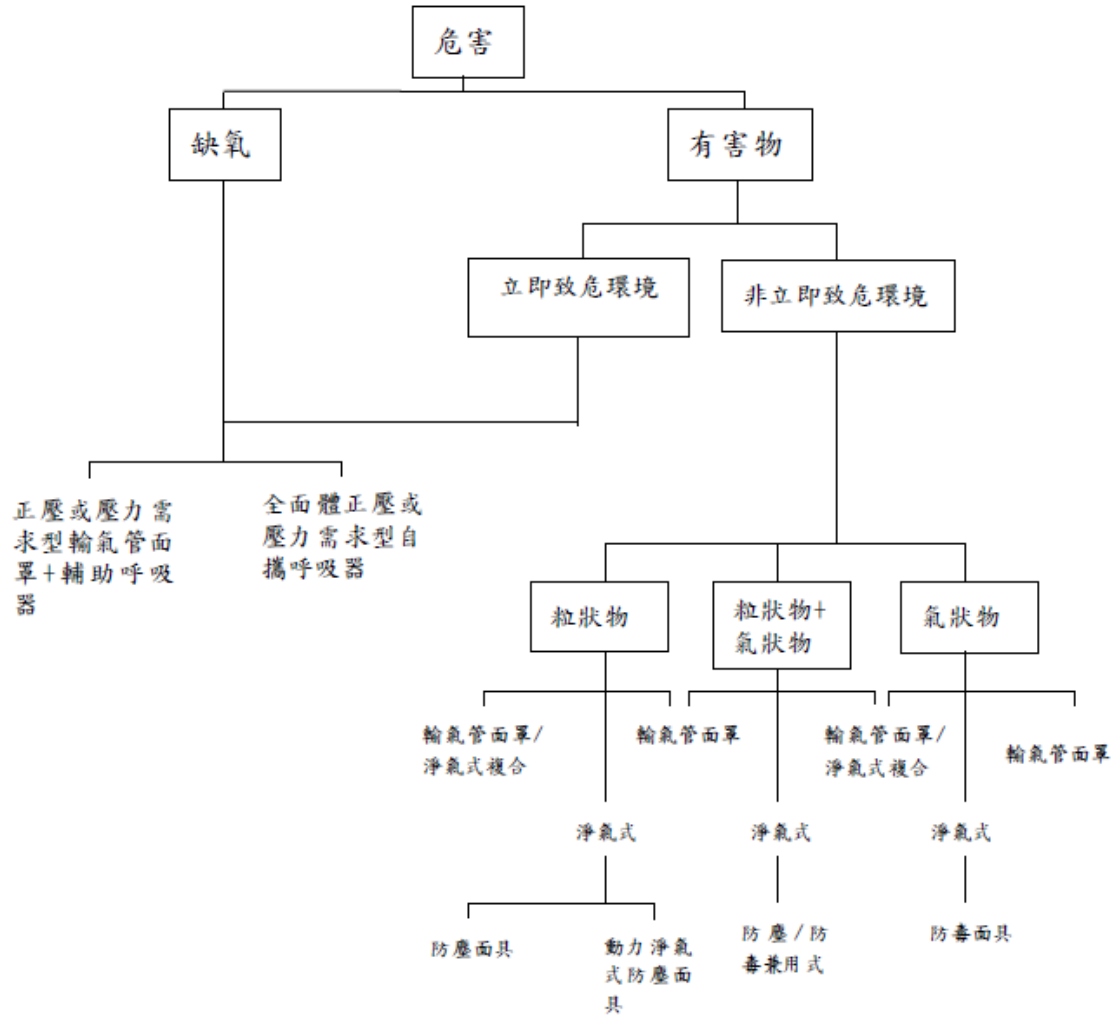 危害
缺氧
有害物
立即致危環境
非立即致危環境
正壓或壓力需
求型輸氣管面
罩+輔助呼吸
器
全面體正壓或
壓力需求型自
攜呼吸器
粒狀物
粒狀物+
氣狀物
氣狀物
輸氣管面罩/
淨氣式複合
輸氣管面罩
輸氣管面罩/
淨氣式複合
輸氣管面罩
淨氣式
淨氣式
淨氣式
防塵面具
動力淨氣
式防塵面
具
防塵/防
毒兼用式
防毒面具